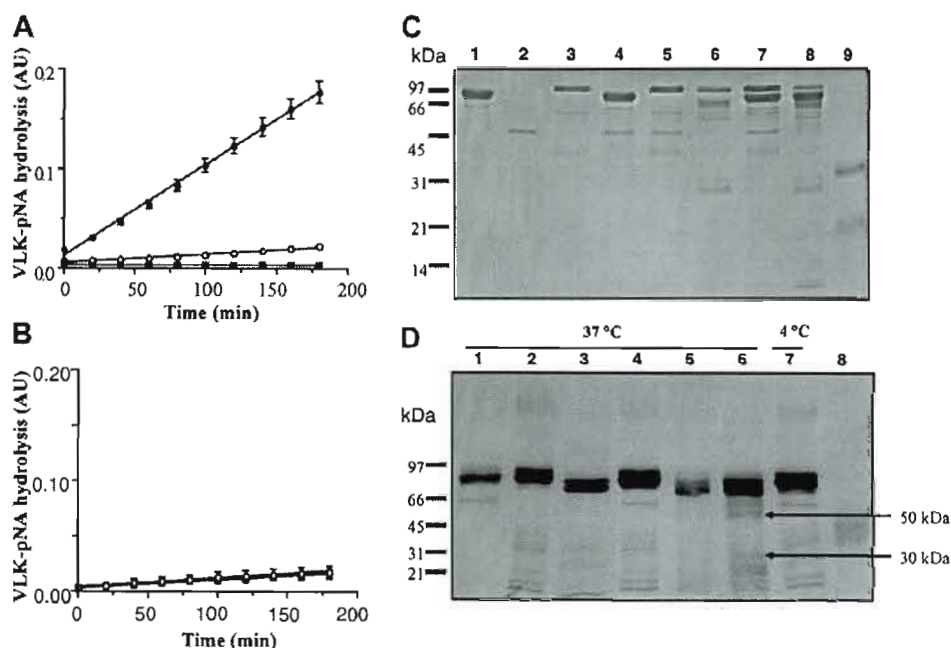 A
VLK-pNA hydrolysis (AU)
0,2
0,1
0,0
0 50 100 150 200
Time (min)
B
VLK-pNA hydrolysis (AU)
0.20
0.10
0.00
0 50 100 150 200
Time (min)
C
kDa 1 2 3 4 5 6 7 8 9
97
66
45
31
21
14
D
37 °C 4 °C
1 2 3 4 5 6 7 8
kDa
97
66
45
31
21
50 kDa
30 kDa